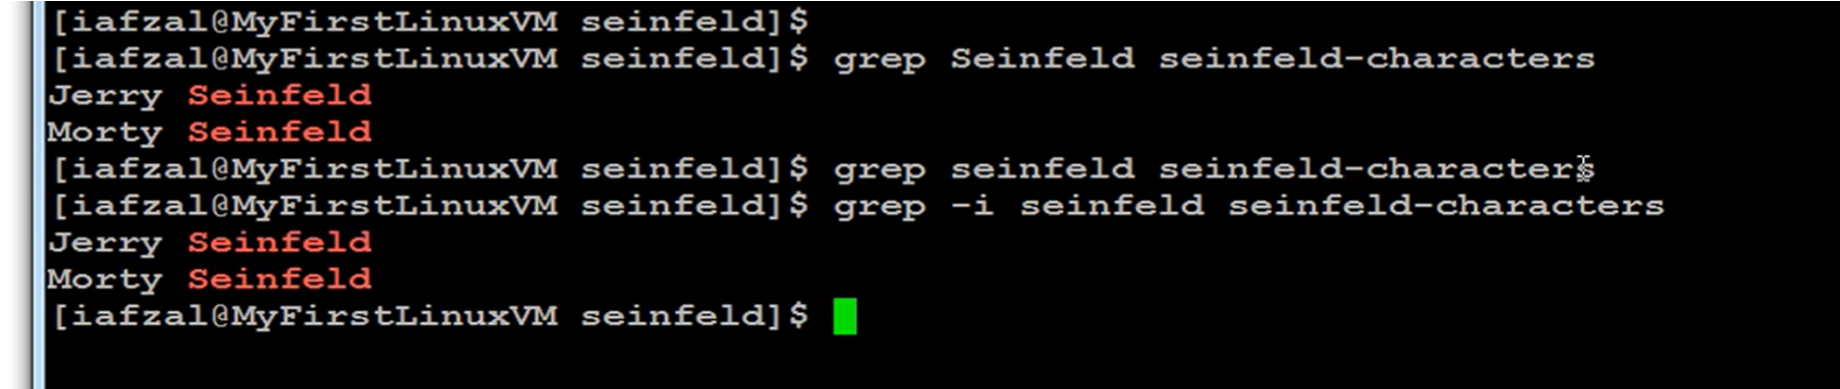 [iafzal@MyFirstLinuxVM seinfeld]$
[iafzal@MyFirstLinuxVM seinfeld]$ grep Seinfeld seinfeld-characters
Jerry Seinfeld
Morty Seinfeld
[iafzal@MyFirstLinuxVM seinfeld]$ grep seinfeld seinfeld-characters
[iafzal@MyFirstLinuxVM seinfeld]$ grep -i seinfeld seinfeld-characters
Jerry Seinfeld
Morty Seinfeld
[iafzal@MyFirstLinuxVM seinfeld]$